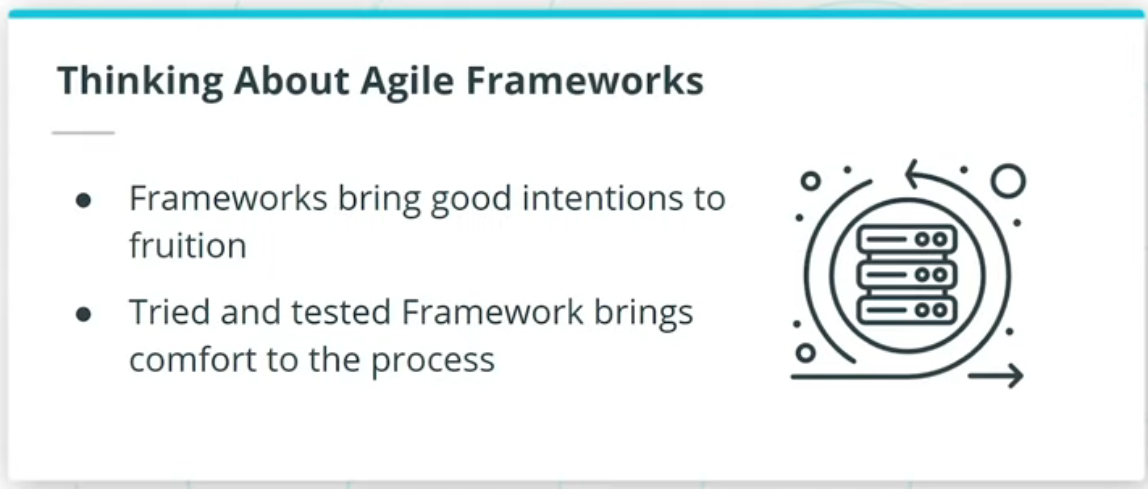 Thinking About Agile Frameworks
● Frameworks bring good intentions to
fruition
● Tried and tested Framework brings
comfort to the process